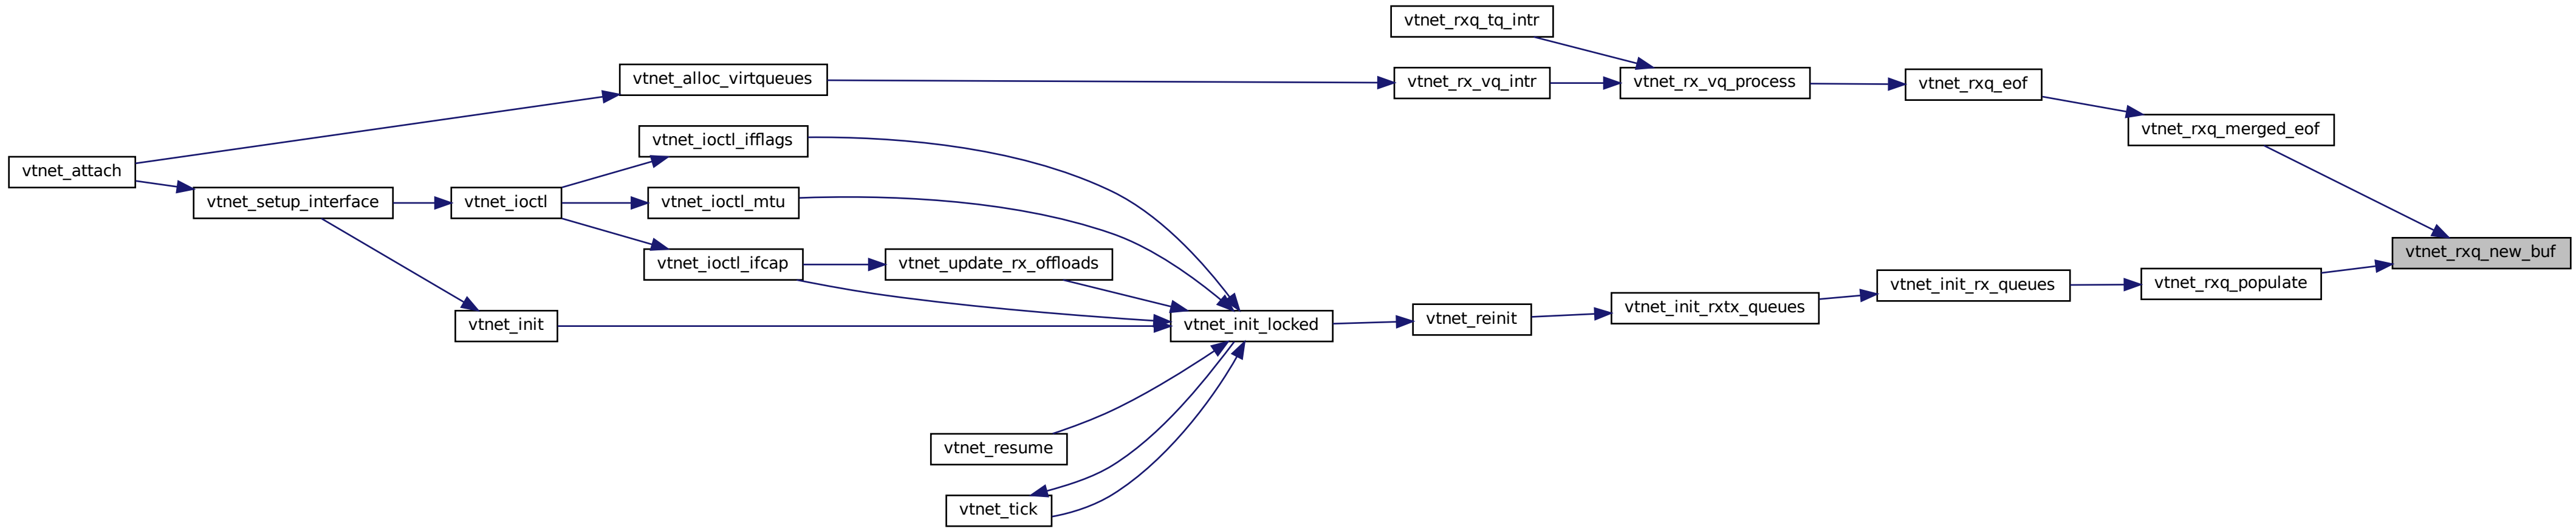 vtnet_rxq_tq_intr
vtnet_alloc_virtqueues
vtnet_rx_vq_intr
vtnet_rx_vq_process
vtnet_rxq_eof
vtnet_rxq_merged_eof
vtnet_ioctl_ifflags
vtnet_attach
vtnet_setup_interface
vtnet_ioctl
vtnet_ioctl_mtu
vtnet_rxq_new_buf
vtnet_ioctl_ifcap
vtnet_update_rx_offloads
vtnet_rxq_populate
vtnet_init_rx_queues
vtnet_init_rxtx_queues
vtnet_reinit
vtnet_init
vtnet_init_locked
vtnet_resume
vtnet_tick